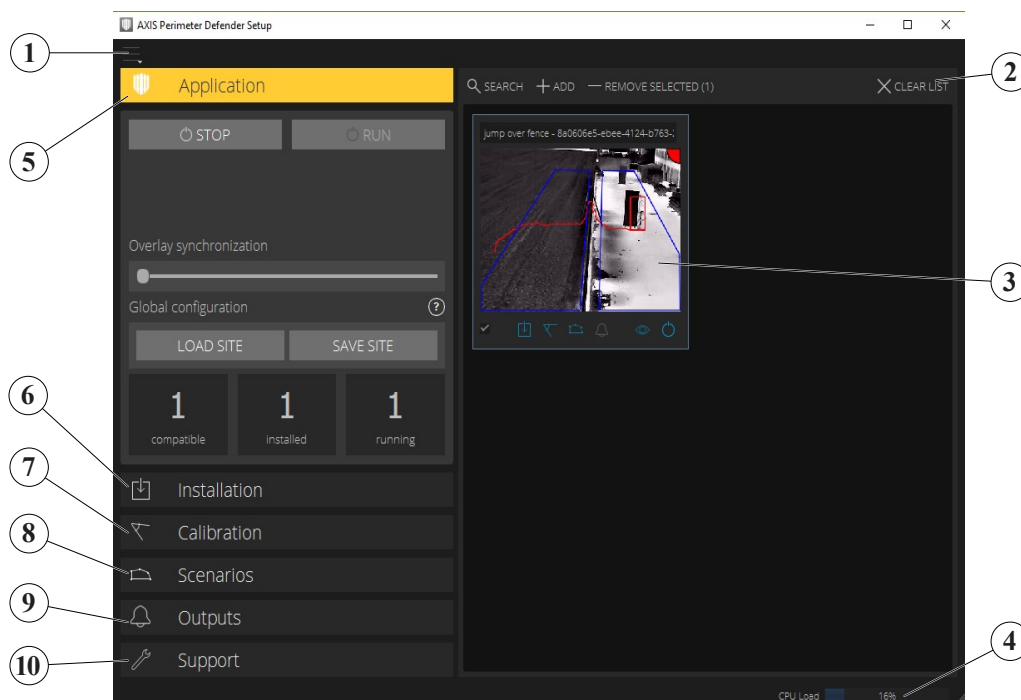 AXIS Perimeter Defender Setup
1
2
Application
SEARCH ADD REMOVE SELECTED (1) CLEAR LIST
5
STOP RUN
jump over fence - 8a0606e5-ebee-4124-b763-
Overlay synchronization
3
Global configuration ?
LOAD SITE SAVE SITE
1 1 1
compatible installed running
6
Installation
7
Calibration
8
Scenarios
9
Outputs
4
10
Support
CPU Load 16%